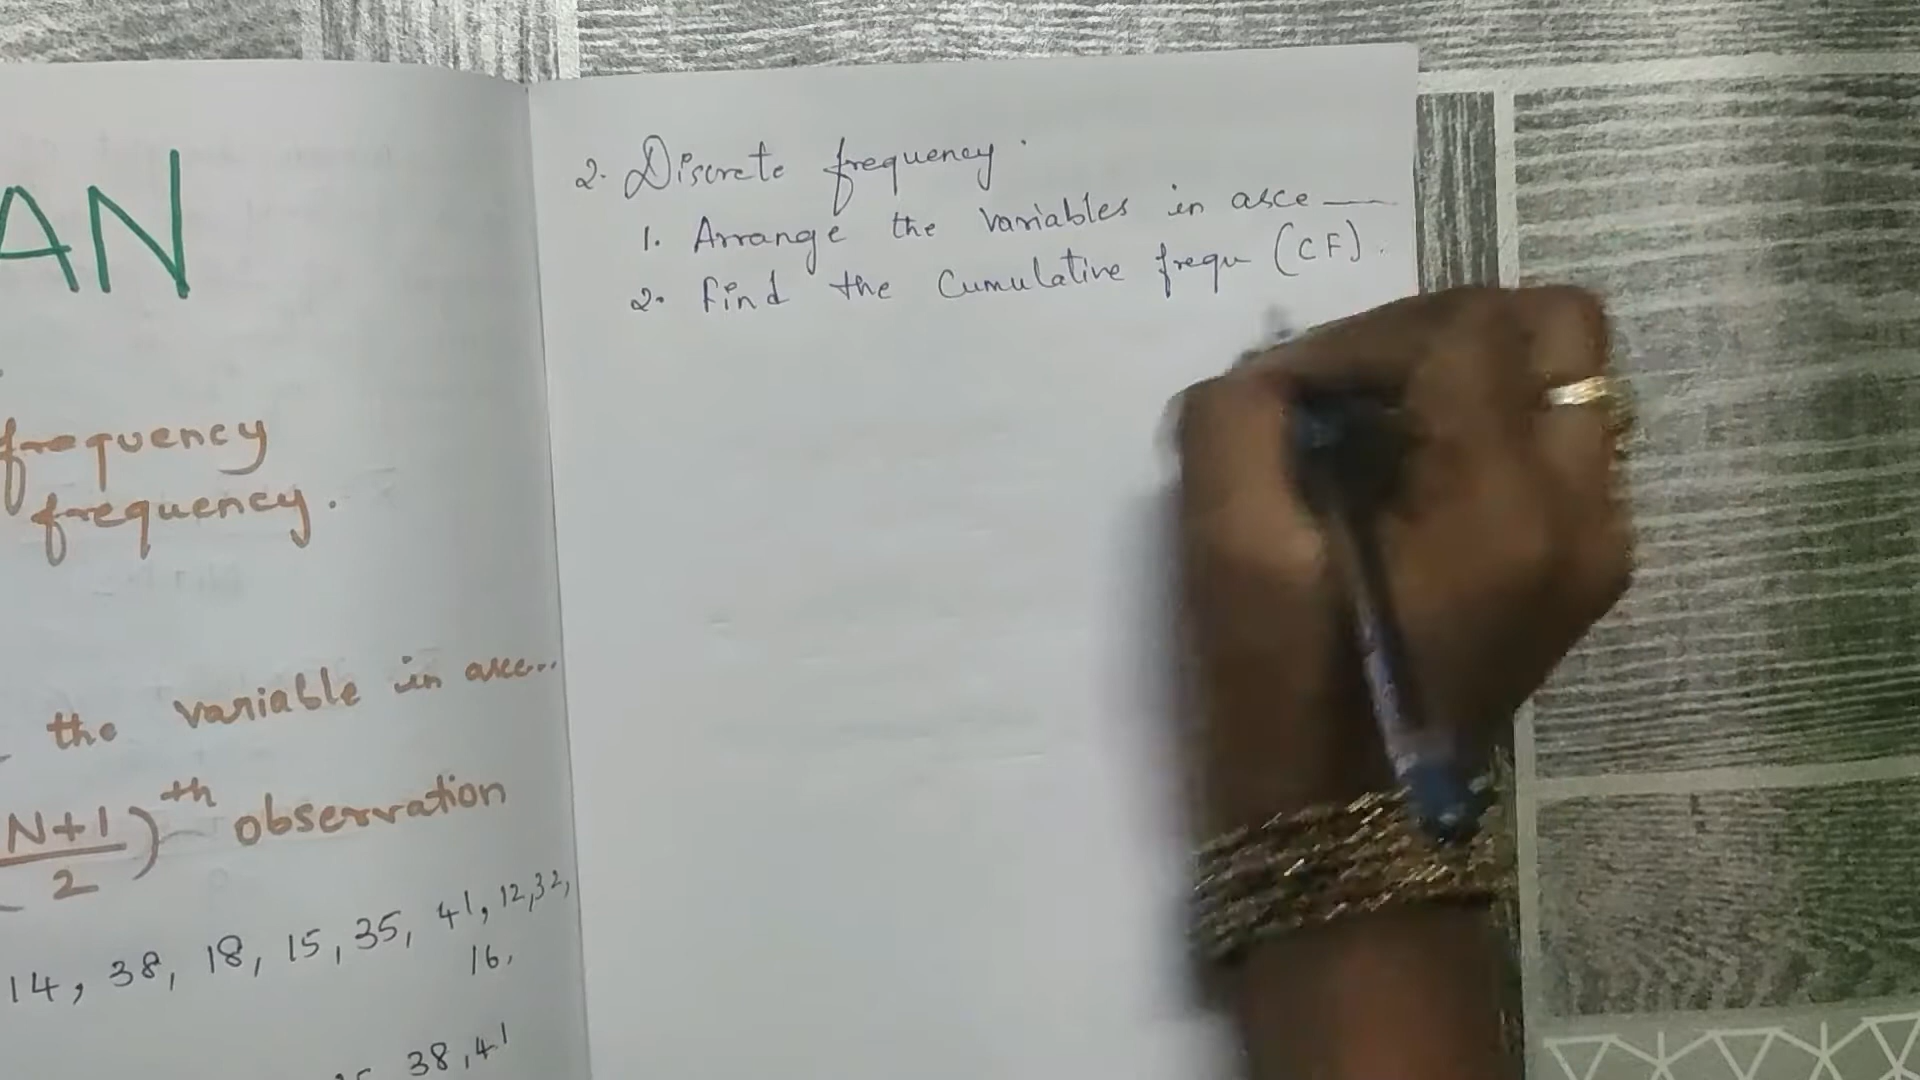 AN
frequency
frequency.
the variable in asce...
(N+1/2)th observation
14, 38, 18, 15, 35, 41, 12, 32,
16,
38, 41
2. Discrete frequency.
1. Arrange the variables in asce —
2. Find the Cumulative frequ (CF).